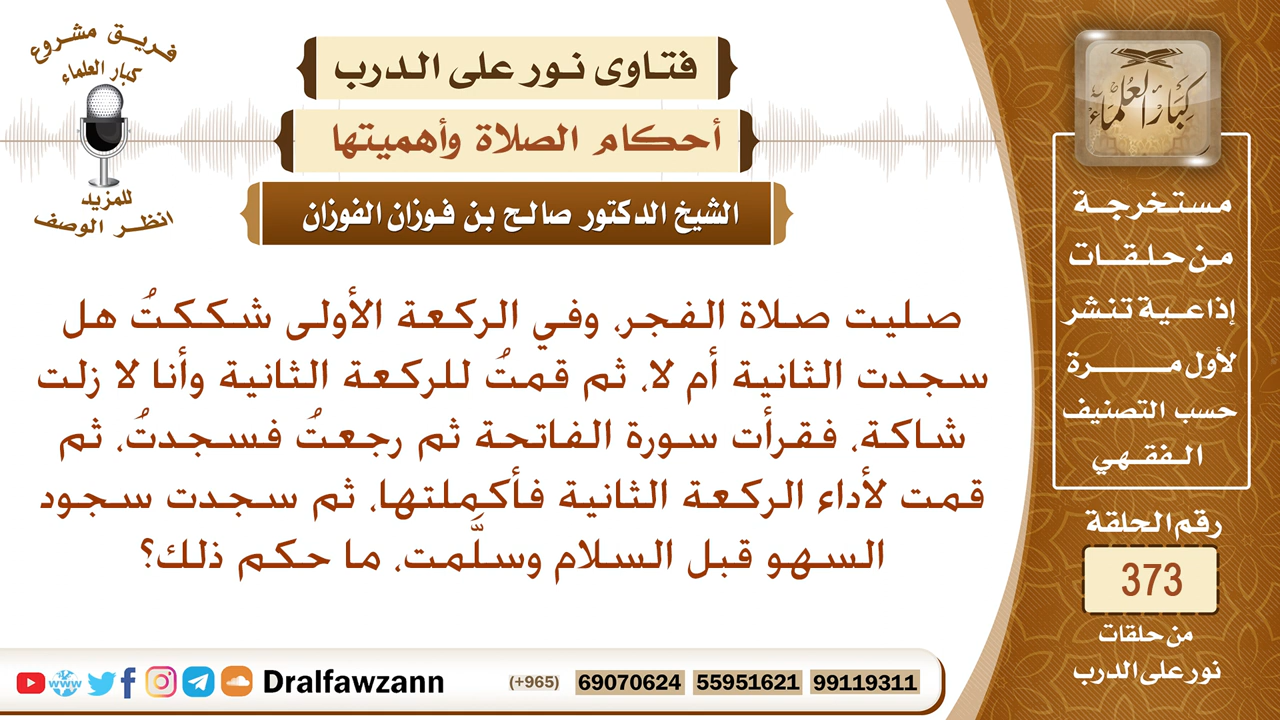 فريق مشروع
كبار العلماء
للمزيد
انظر الوصف
فتاوى نور على الدرب
أحكام الصلاة وأهميتها
الشيخ الدكتور صالح بن فوزان الفوزان
صليت صلاة الفجر، وفي الركعة الأولى شككتُ هل
سجدت الثانية أم لا، ثم قمتُ للركعة الثانية وأنا لا زلت
شاكة، فقرأت سورة الفاتحة ثم رجعتُ فسجدتُ، ثم
قمت لأداء الركعة الثانية فأكملتها، ثم سجدت سجود
السهو قبل السلام وسلَّمت، ما حكم ذلك؟
كبار العلماء
مستخرجة
من حلقات
إذاعية تنشر
لأول مرة
حسب التصنيف
الفقهي
رقم الحلقة
373
من حلقات
نور على الدرب
www
Dralfawzann
(+965) 69070624 55951621 99119311